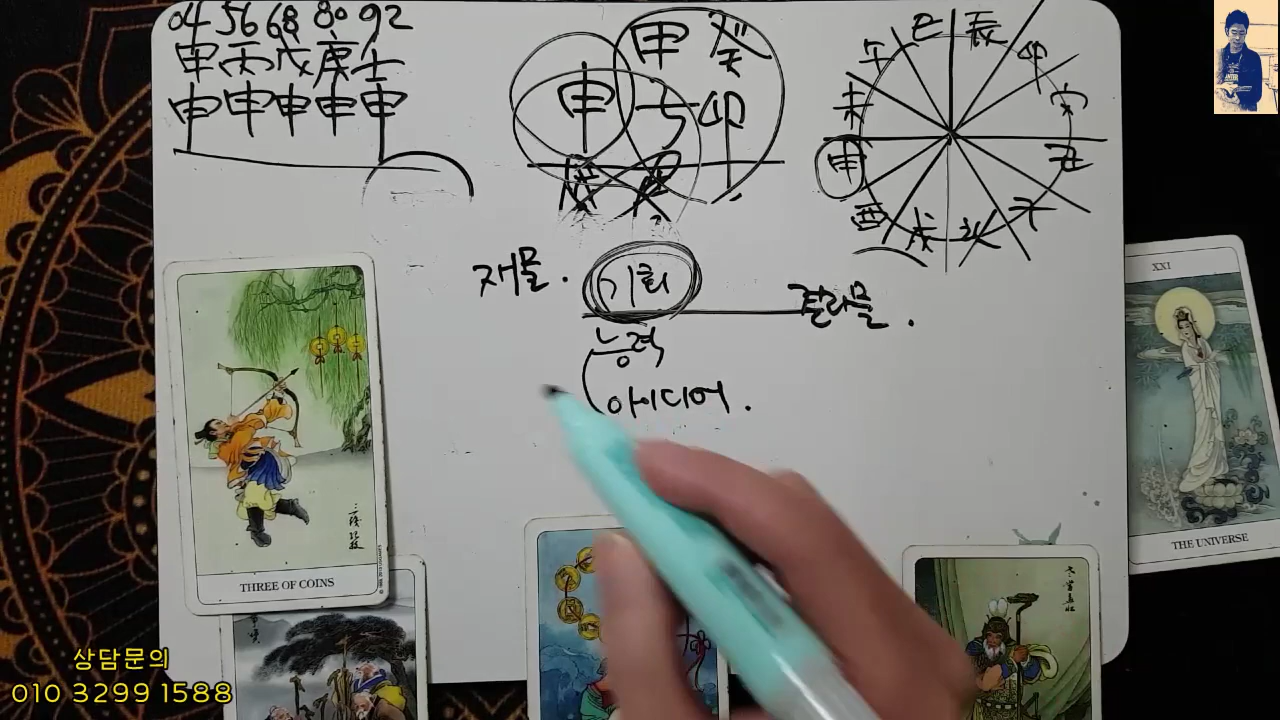 04 56 68 80 92
甲 丙 戊 庚 壬
申 申 申 申 申
甲 癸
申 卯
巳 辰
午 卯
未 寅
申 丑
酉 子
戌 亥
재물. 기회
결과물.
능력
아이디어.
THREE OF COINS
XXI
THE UNIVERSE
상담문의
010 3299 1588